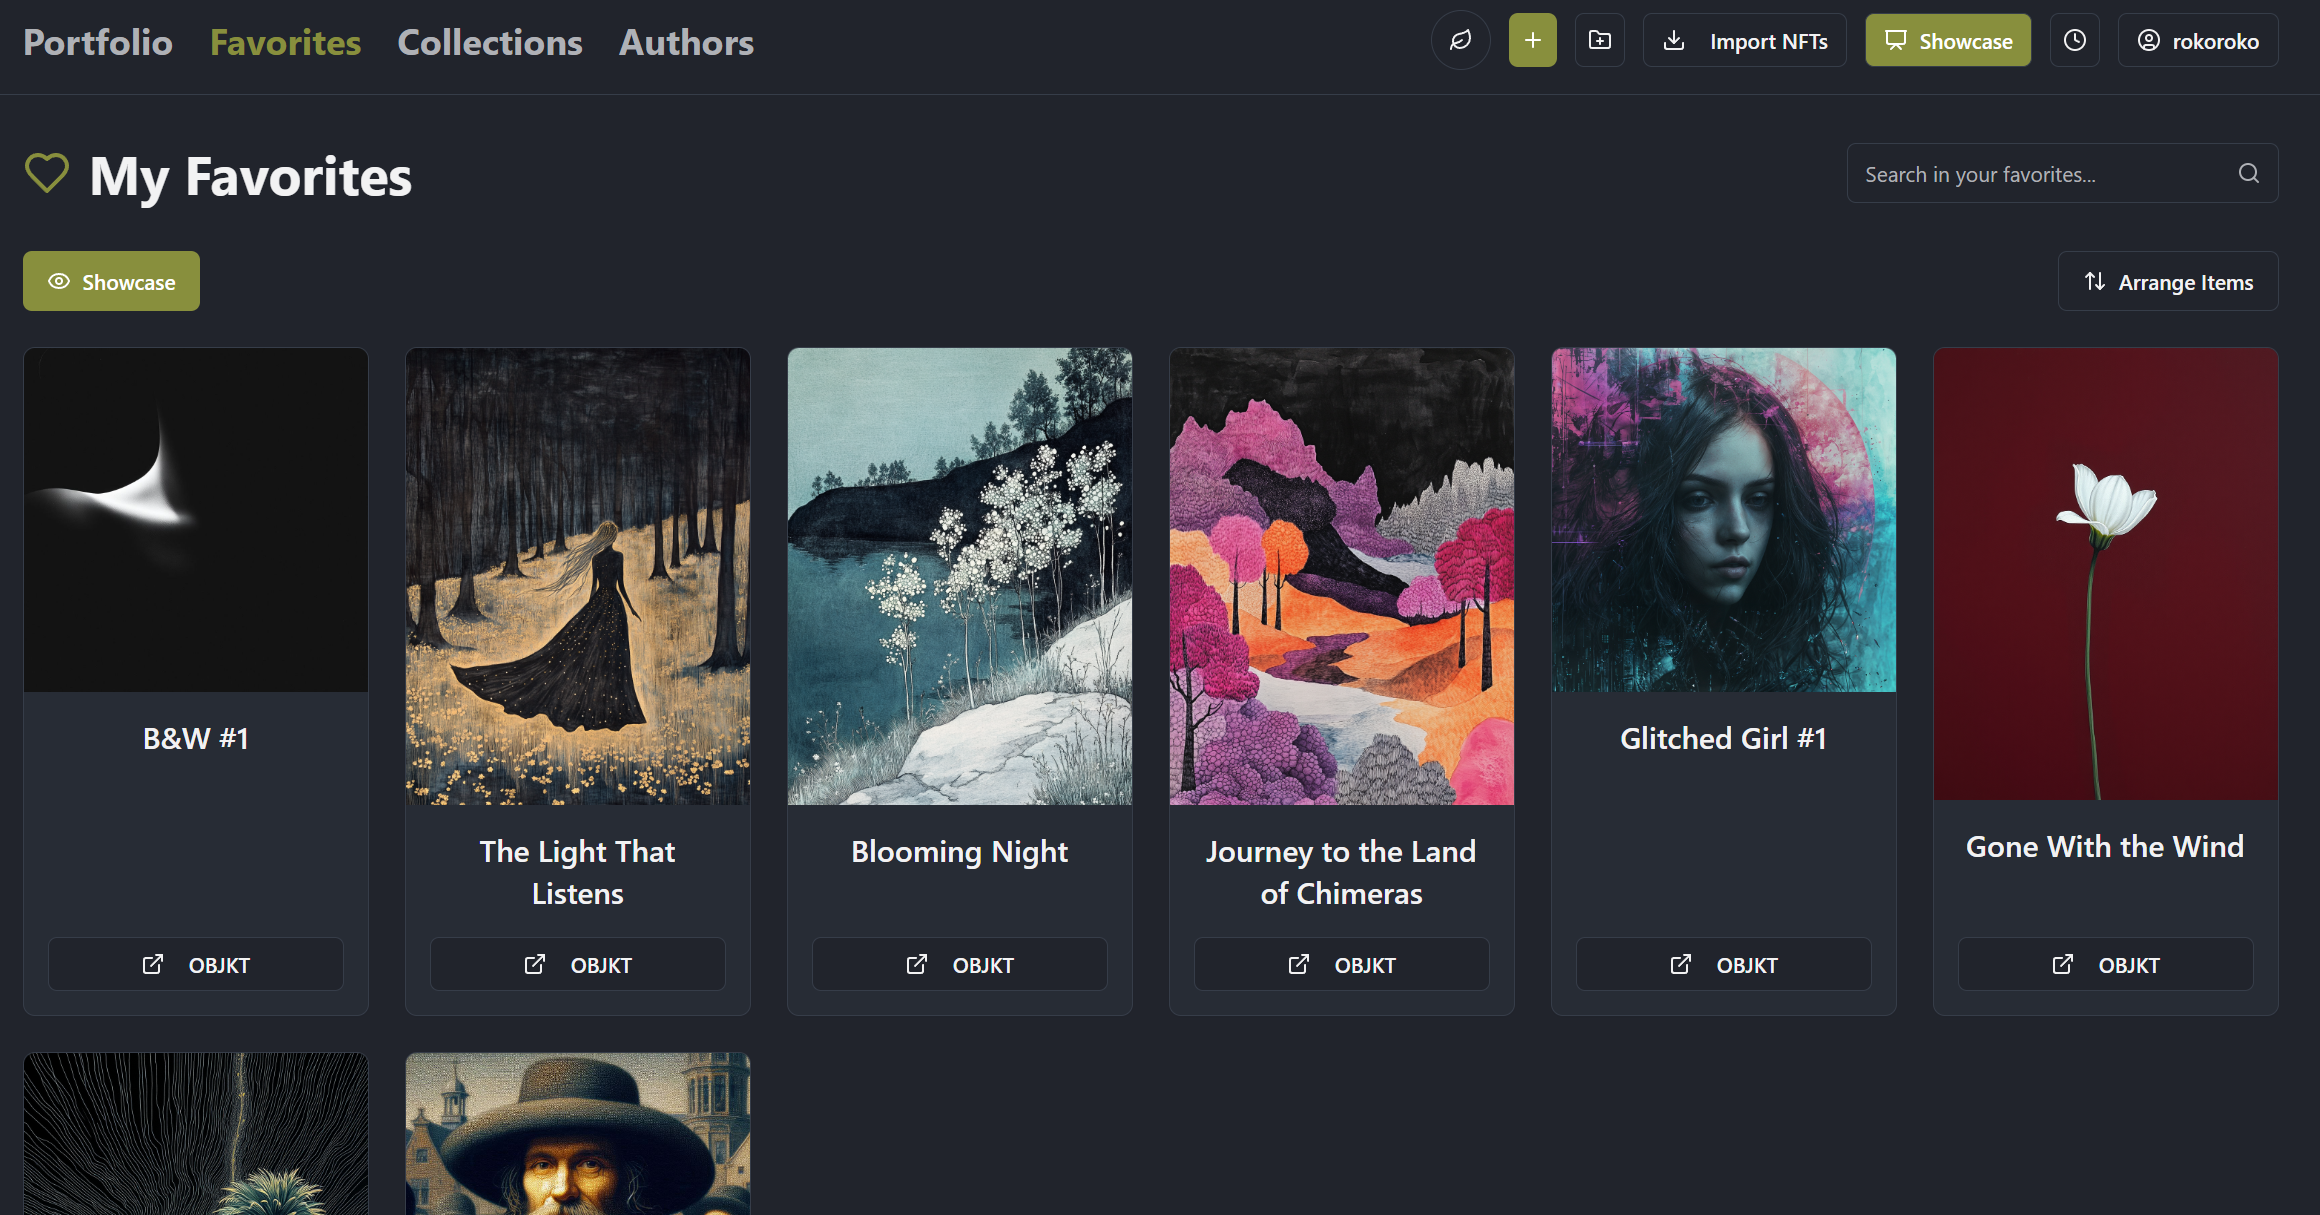 Portfolio Favorites Collections Authors
Import NFTs Showcase rokoroko
My Favorites
Search in your favorites...
Showcase
Arrange Items
B&W #1
The Light That
Listens
Blooming Night
Journey to the Land
of Chimeras
Glitched Girl #1
Gone With the Wind
OBJKT
OBJKT
OBJKT
OBJKT
OBJKT
OBJKT